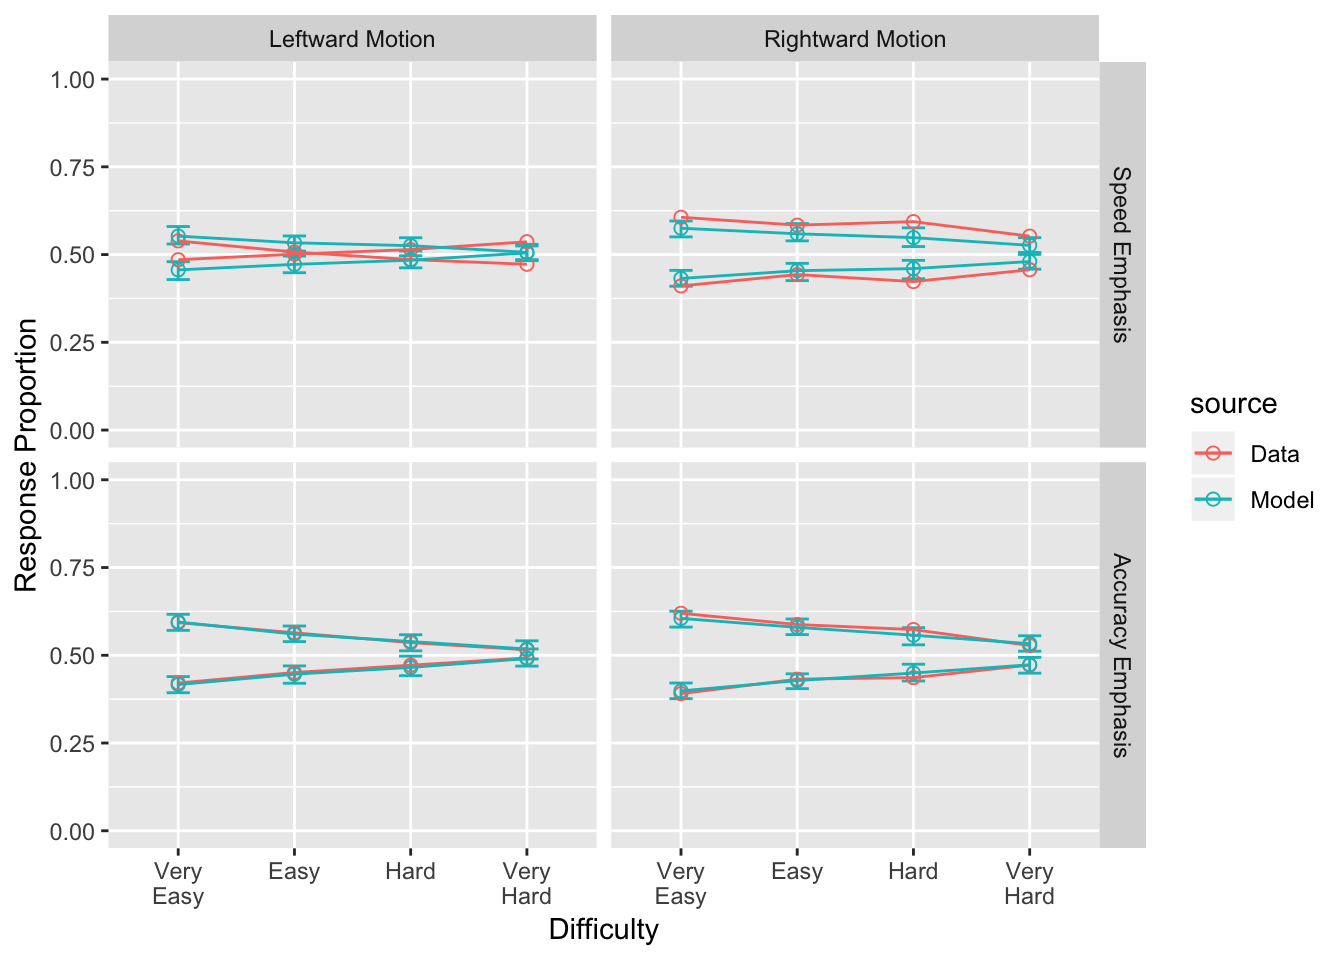 Leftward Motion
Rightward Motion
1.00
0.75
0.50
0.25
0.00
Speed Emphasis
1.00
0.75
0.50
0.25
0.00
Accuracy Emphasis
Response Proportion
Very
Easy
Easy
Hard
Very
Hard
Very
Easy
Easy
Hard
Very
Hard
Difficulty
source
Data
Model